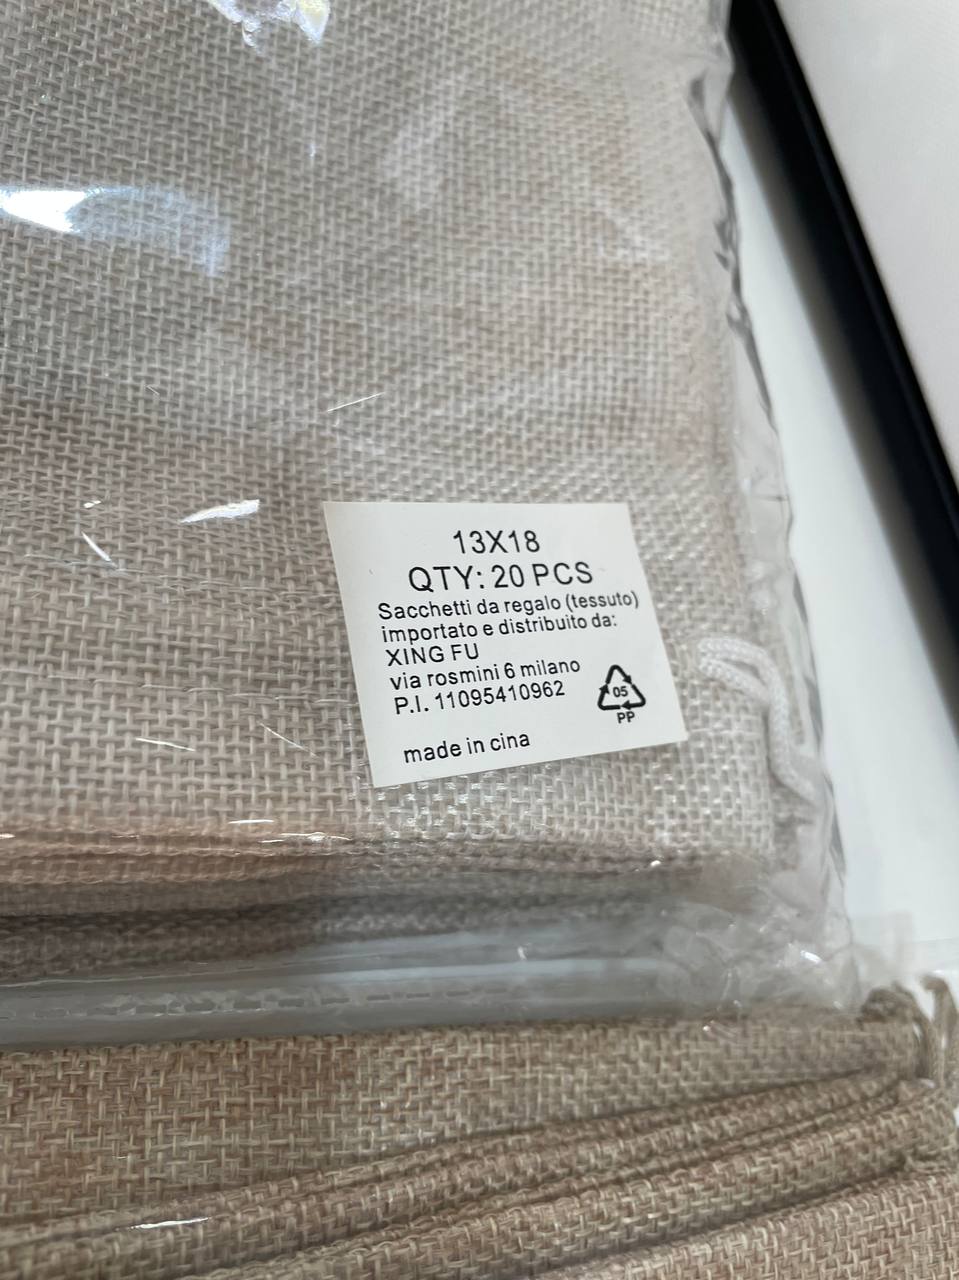 13X18
QTY: 20 PCS
Sacchetti da regalo (tessuto)
importato e distribuito da:
XING FU
via rosmini 6 milano
P.I. 11095410962
05
PP
made in cina